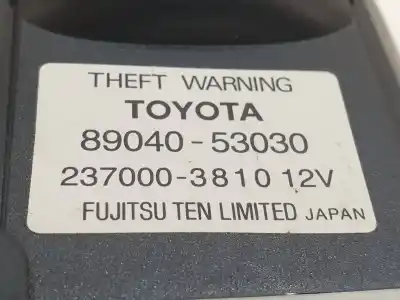 THEFT WARNING
TOYOTA
89040-53030
237000-3810 12V
FUJITSU TEN LIMITED JAPAN